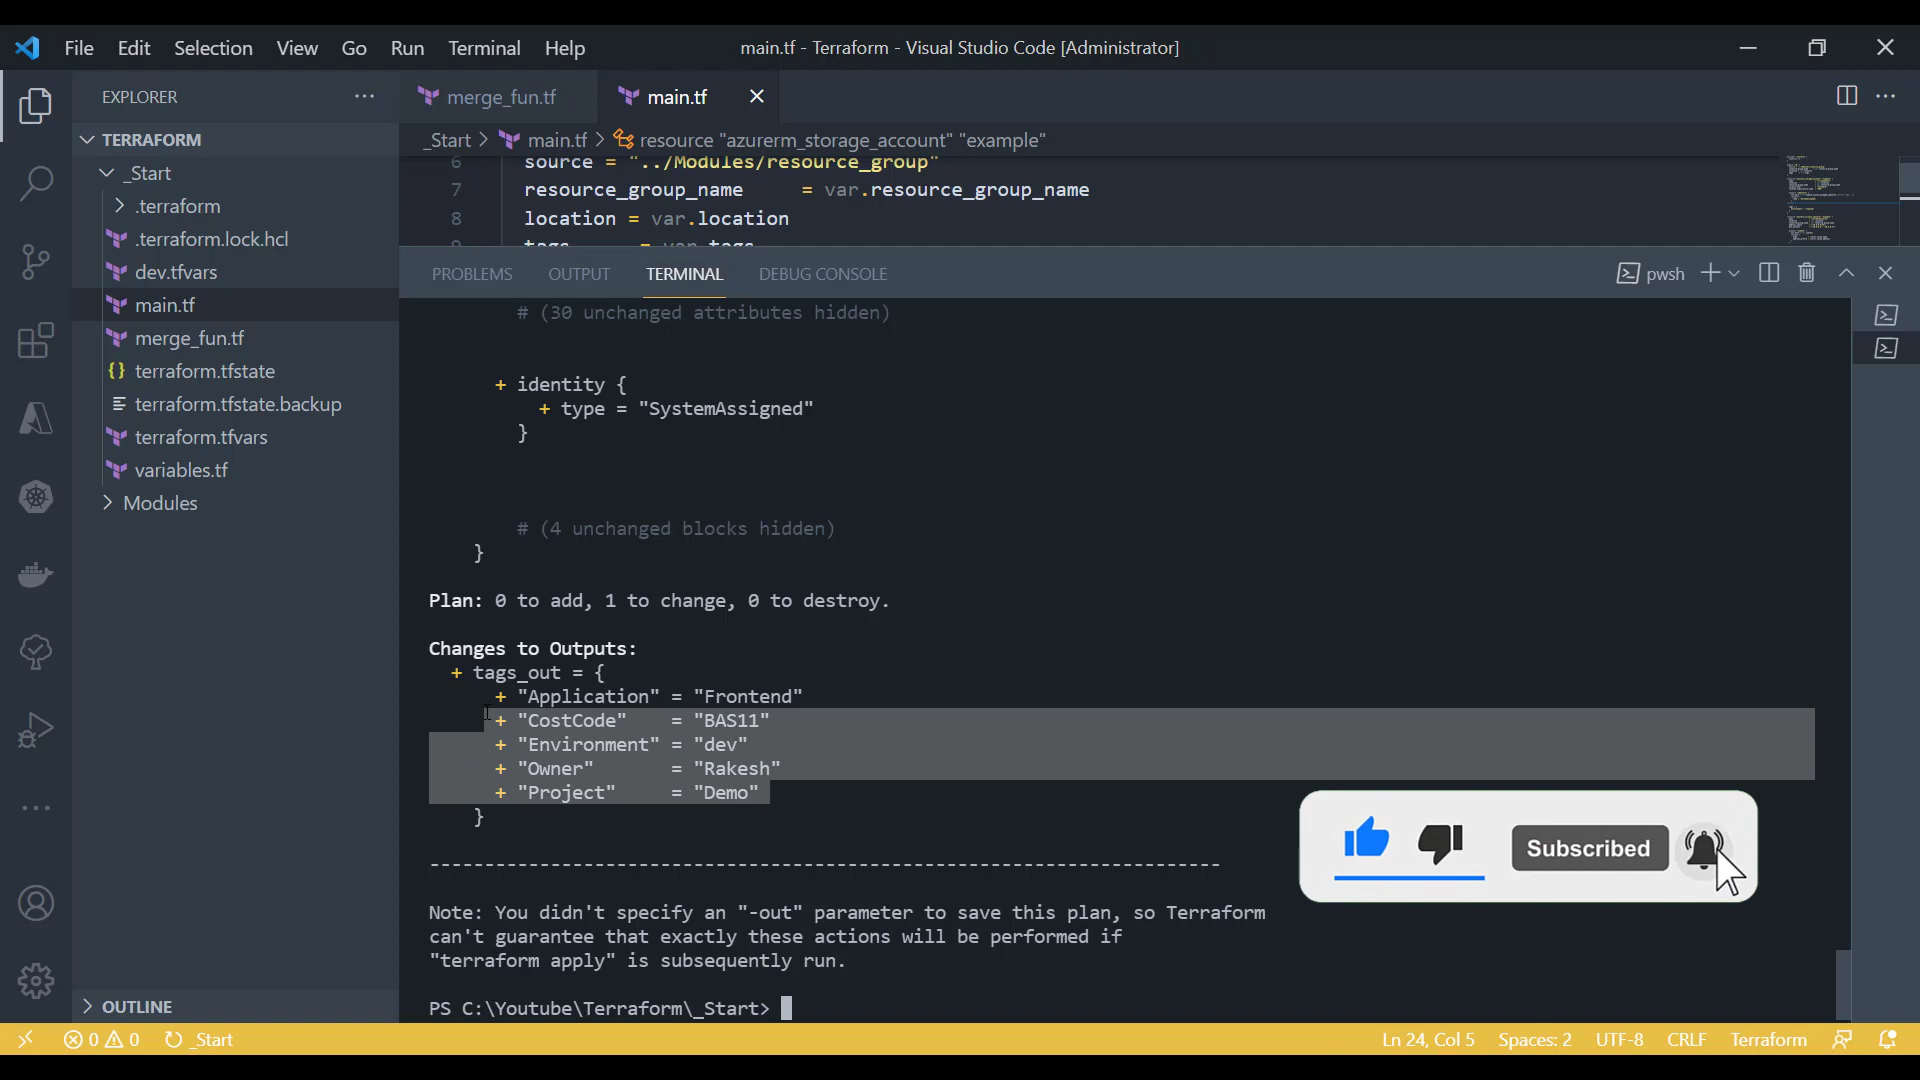 File Edit Selection View Go Run Terminal Help
main.tf - Terraform - Visual Studio Code [Administrator]
EXPLORER
TERRAFORM
_Start
.terraform
.terraform.lock.hcl
dev.tfvars
main.tf
merge_fun.tf
terraform.tfstate
terraform.tfstate.backup
terraform.tfvars
variables.tf
Modules
OUTLINE
merge_fun.tf main.tf
_Start > main.tf > resource "azurerm_storage_account" "example"
6 source = "../Modules/resource_group"
7 resource_group_name     = var.resource_group_name
8 location = var.location
9 tags      = var.tags
PROBLEMS OUTPUT TERMINAL DEBUG CONSOLE
pwsh
# (30 unchanged attributes hidden)
+ identity {
+ type = "SystemAssigned"
}
# (4 unchanged blocks hidden)
}
Plan: 0 to add, 1 to change, 0 to destroy.
Changes to Outputs:
+ tags_out = {
+ "Application" = "Frontend"
+ "CostCode"    = "BAS11"
+ "Environment" = "dev"
+ "Owner"       = "Rakesh"
+ "Project"     = "Demo"
}
------------------------------------------------------------------------
Note: You didn't specify an "-out" parameter to save this plan, so Terraform
can't guarantee that exactly these actions will be performed if
"terraform apply" is subsequently run.
PS C:\Youtube\Terraform\_Start>
Subscribed
0 0 _Start
Ln 24, Col 5 Spaces: 2 UTF-8 CRLF Terraform